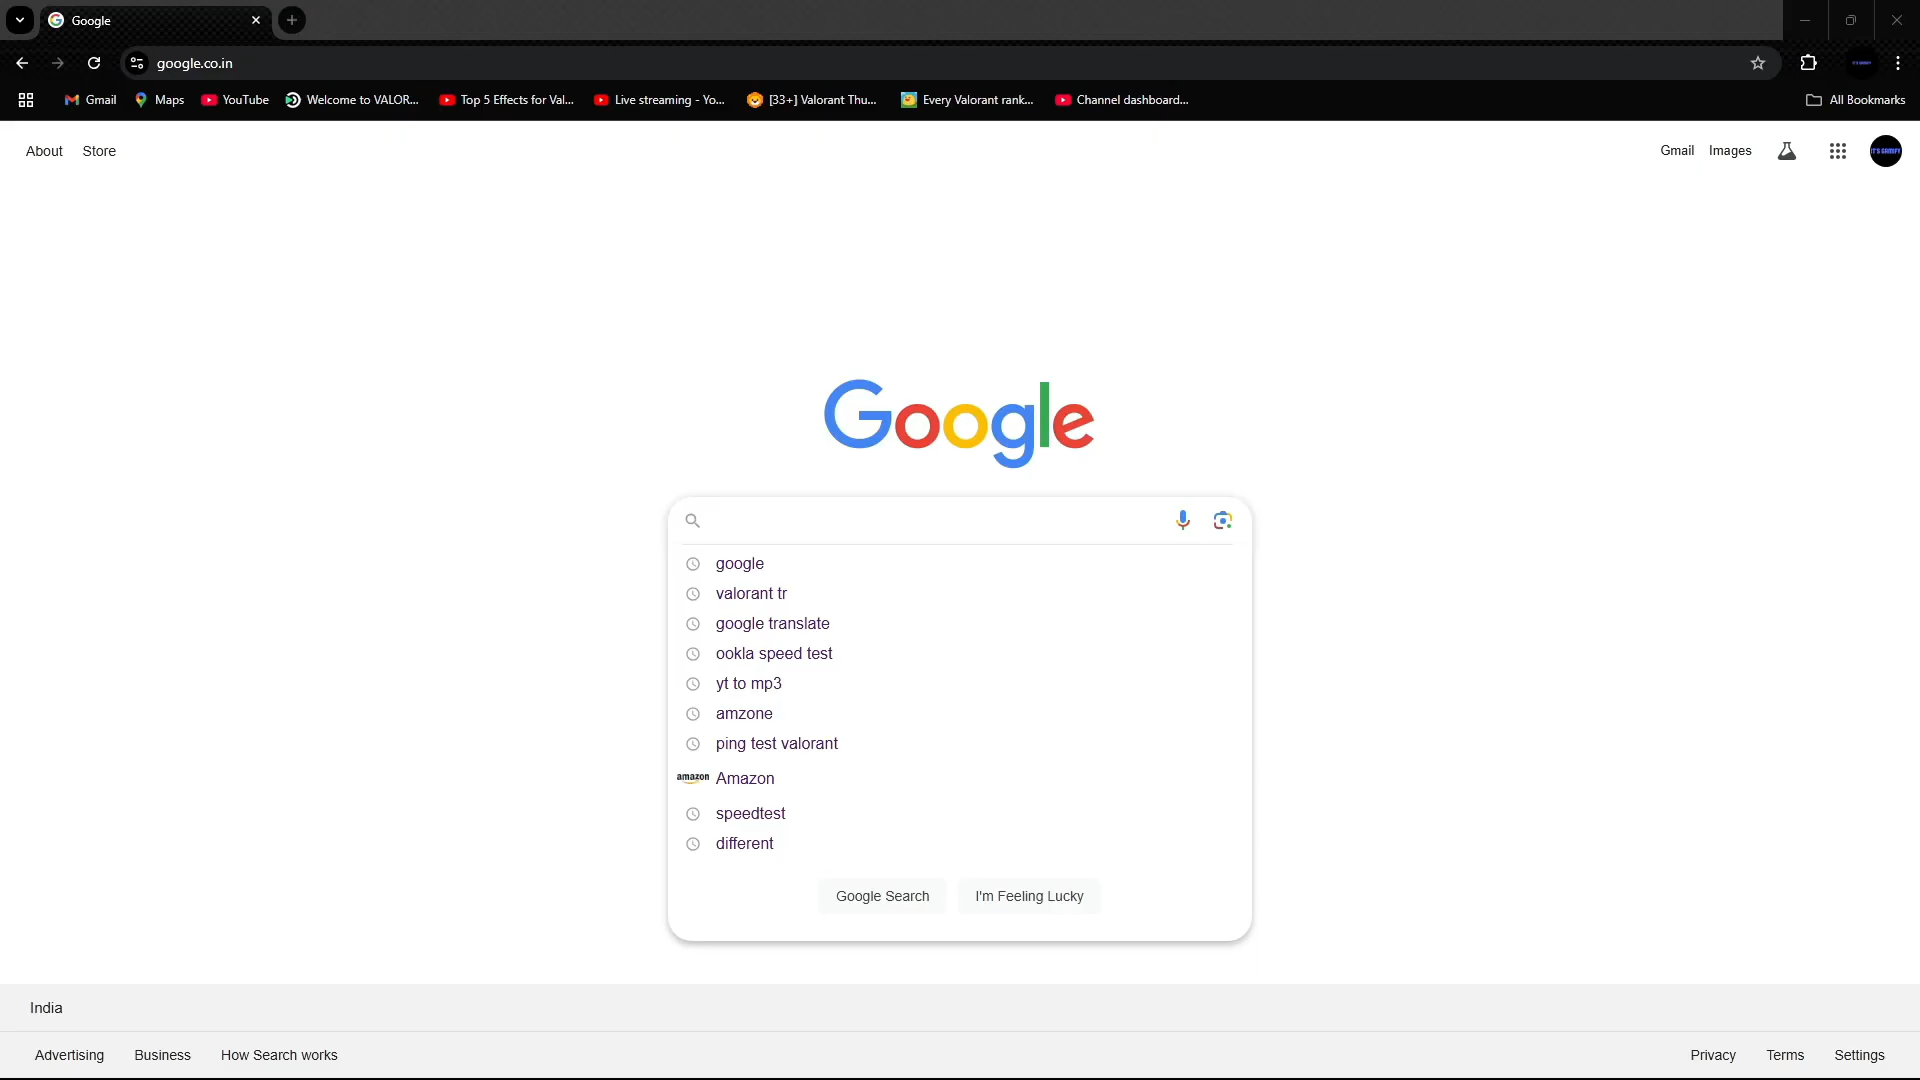 Google
google.co.in
Gmail Maps YouTube Welcome to VALOR... Top 5 Effects for Val... Live streaming - Yo... [33+] Valorant Thu... Every Valorant rank... Channel dashboard... All Bookmarks
About Store Gmail Images IT'S GAMIFY
Google
google
valorant tr
google translate
ookla speed test
yt to mp3
amzone
ping test valorant
amazon Amazon
speedtest
different
Google Search I'm Feeling Lucky
India
Advertising Business How Search works Privacy Terms Settings